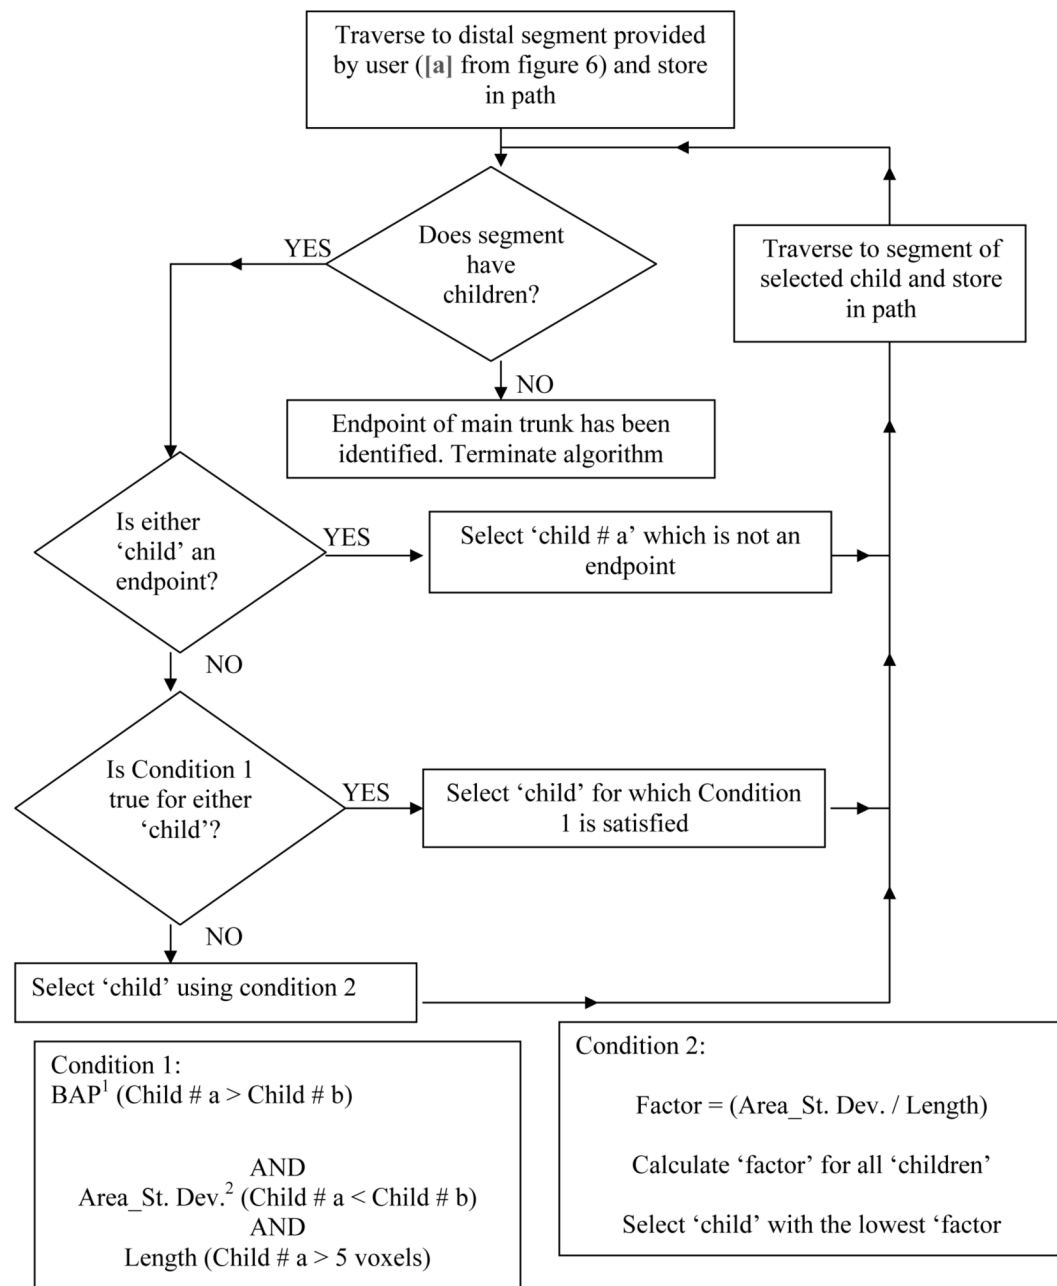 Traverse to distal segment provided
by user ([a] from figure 6) and store
in path
YES
Does segment
have
children?
Traverse to segment of
selected child and store
in path
NO
Endpoint of main trunk has been
identified. Terminate algorithm
Is either
‘child’ an
endpoint?
YES
Select ‘child # a’ which is not an
endpoint
NO
Is Condition 1
true for either
‘child’?
YES
Select ‘child’ for which Condition
1 is satisfied
NO
Select ‘child’ using condition 2
Condition 1:
BAP¹ (Child # a > Child # b)
AND
Area_St. Dev.² (Child # a < Child # b)
AND
Length (Child # a > 5 voxels)
Condition 2:
Factor = (Area_St. Dev. / Length)
Calculate ‘factor’ for all ‘children’
Select ‘child’ with the lowest ‘factor